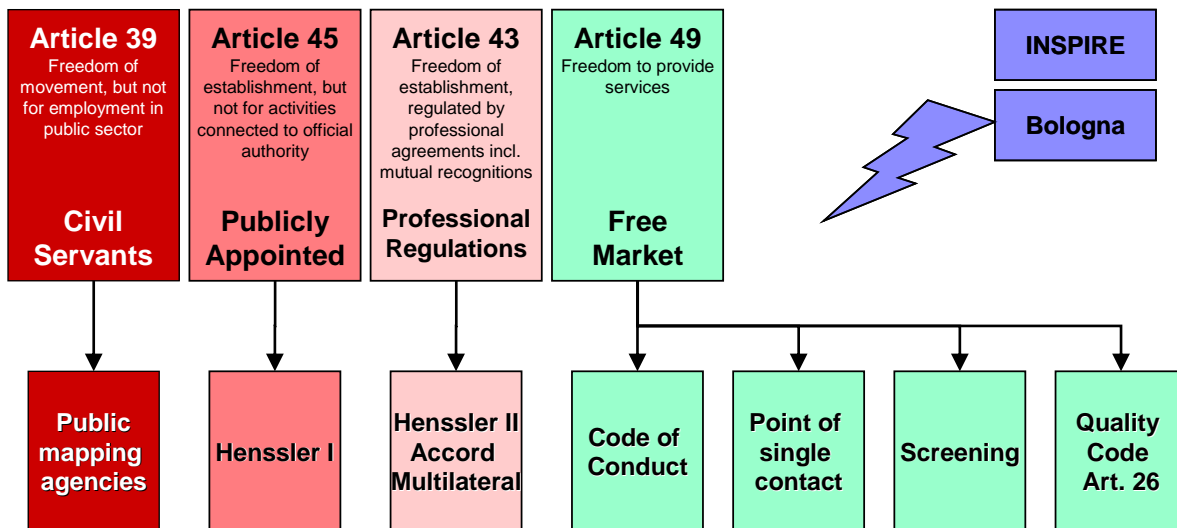 Article 39
Freedom of
movement, but not
for employment in
public sector
Civil
Servants
Article 45
Freedom of
establishment, but
not for activities
connected to official
authority
Publicly
Appointed
Article 43
Freedom of
establishment,
regulated by
professional
agreements incl.
mutual recognitions
Professional
Regulations
Article 49
Freedom to provide
services
Free
Market
INSPIRE
Bologna
Public
mapping
agencies
Henssler I
Henssler II
Accord
Multilateral
Code of
Conduct
Point of
single
contact
Screening
Quality
Code
Art. 26